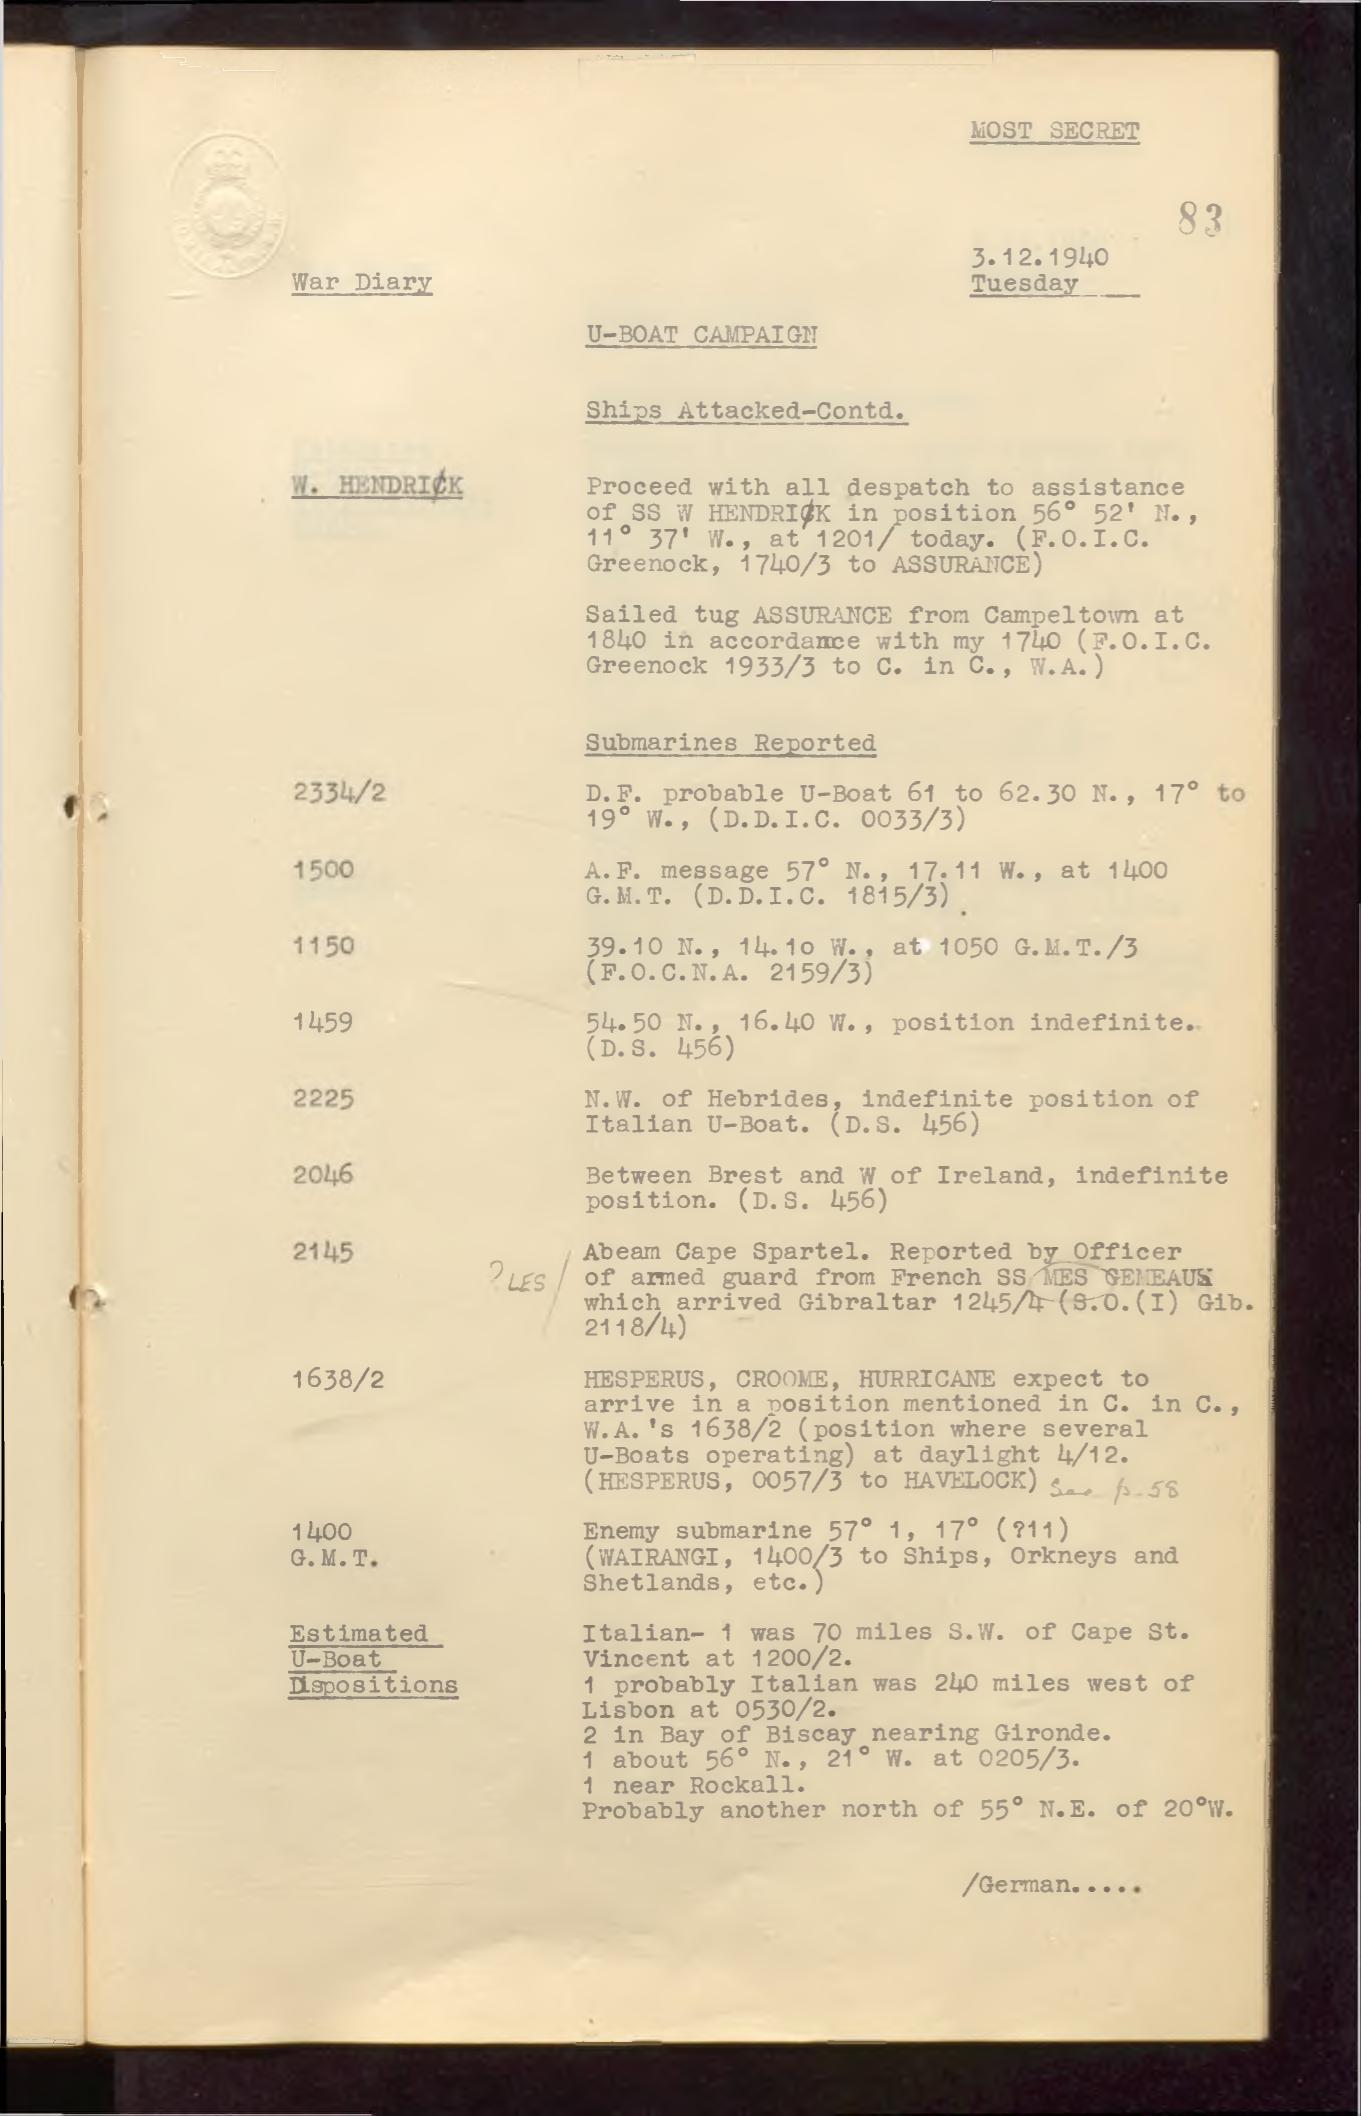 MOST SECRET
83
3.12.1940
War Diary
Tuesday
U-BOAT CAMPAIGN
Ships Attacked-Contd.
W. HENDRICK
Proceed with all despatch to assistance
of SS W HENDRICK in position 56° 52' N.,
11° 37' W., at 1201/ today. (F.O.I.C.
Greenock, 1740/3 to ASSURANCE)
Sailed tug ASSURANCE from Campeltown at
1840 in accordance with my 1740 (F.O.I.C.
Greenock 1933/3 to C. in C., W.A.)
Submarines Reported
2334/2
D.F. probable U-Boat 61 to 62.30 N., 17° to
19° W., (D.D.I.C. 0033/3)
1500
A.F. message 57° N., 17.11 W., at 1400
G.M.T. (D.D.I.C. 1815/3)
1150
39.10 N., 14.1o W., at 1050 G.M.T./3
(F.O.C.N.A. 2159/3)
1459
54.50 N., 16.40 W., position indefinite.
(D.S. 456)
2225
N.W. of Hebrides, indefinite position of
Italian U-Boat. (D.S. 456)
2046
Between Brest and W of Ireland, indefinite
position. (D.S. 456)
2145
Abeam Cape Spartel. Reported by Officer
? LES / of armed guard from French SS MES GEMEAUX
which arrived Gibraltar 1245/4 (S.O.(I) Gib.
2118/4)
1638/2
HESPERUS, CROOME, HURRICANE expect to
arrive in a position mentioned in C. in C.,
W.A.'s 1638/2 (position where several
U-Boats operating) at daylight 4/12.
(HESPERUS, 0057/3 to HAVELOCK) See p. 58
1400
G.M.T.
Enemy submarine 57° 1, 17° (?11)
(WAIRANGI, 1400/3 to Ships, Orkneys and
Shetlands, etc.)
Estimated
U-Boat
Dispositions
Italian- 1 was 70 miles S.W. of Cape St.
Vincent at 1200/2.
1 probably Italian was 240 miles west of
Lisbon at 0530/2.
2 in Bay of Biscay nearing Gironde.
1 about 56° N., 21° W. at 0205/3.
1 near Rockall.
Probably another north of 55° N.E. of 20°W.
/German.....